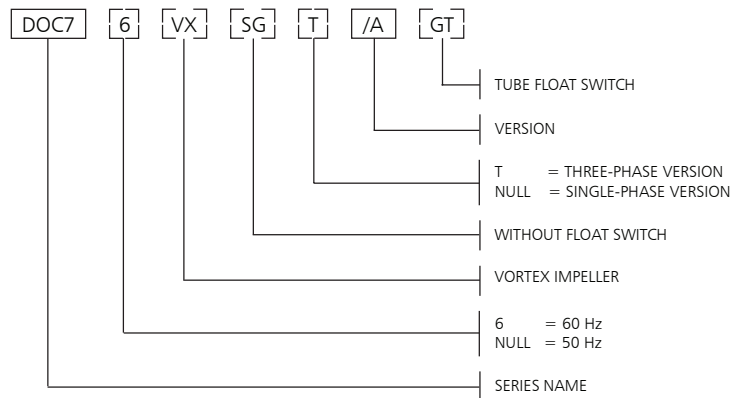 DOC7 6 VX SG T /A GT
TUBE FLOAT SWITCH
VERSION
T = THREE-PHASE VERSION
NULL = SINGLE-PHASE VERSION
WITHOUT FLOAT SWITCH
VORTEX IMPELLER
6 = 60 Hz
NULL = 50 Hz
SERIES NAME